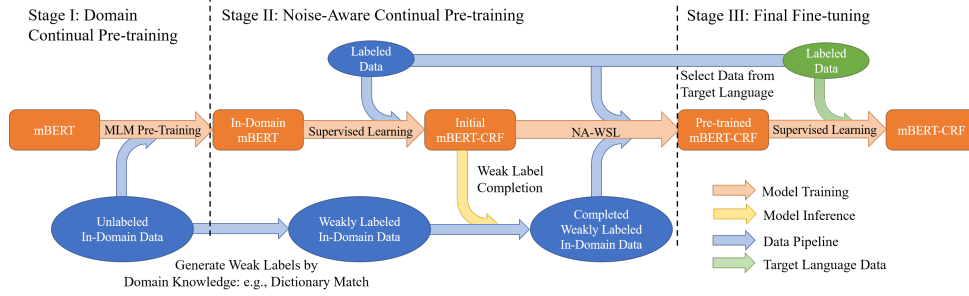 Stage I: Domain
Continual Pre-training
Stage II: Noise-Aware Continual Pre-training
Stage III: Final Fine-tuning
Labeled
Data
Labeled
Data
Select Data from
Target Language
mBERT
MLM Pre-Training
In-Domain
mBERT
Supervised Learning
Initial
mBERT-CRF
NA-WSL
Pre-trained
mBERT-CRF
Supervised Learning
mBERT-CRF
Weak Label
Completion
Unlabeled
In-Domain Data
Weakly Labeled
In-Domain Data
Completed
Weakly Labeled
In-Domain Data
Generate Weak Labels by
Domain Knowledge: e.g., Dictionary Match
Model Training
Model Inference
Data Pipeline
Target Language Data